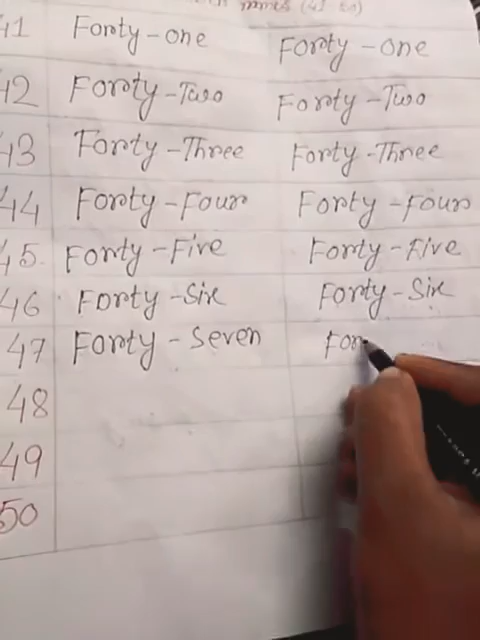 41 Forty-one Forty-one
42 Forty-Two Forty-Two
43 Forty-Three Forty-Three
44 Forty-Four Forty-Four
45 Forty-Five Forty-Five
46 Forty-Six Forty-Six
47 Forty-Seven For
48
49
50